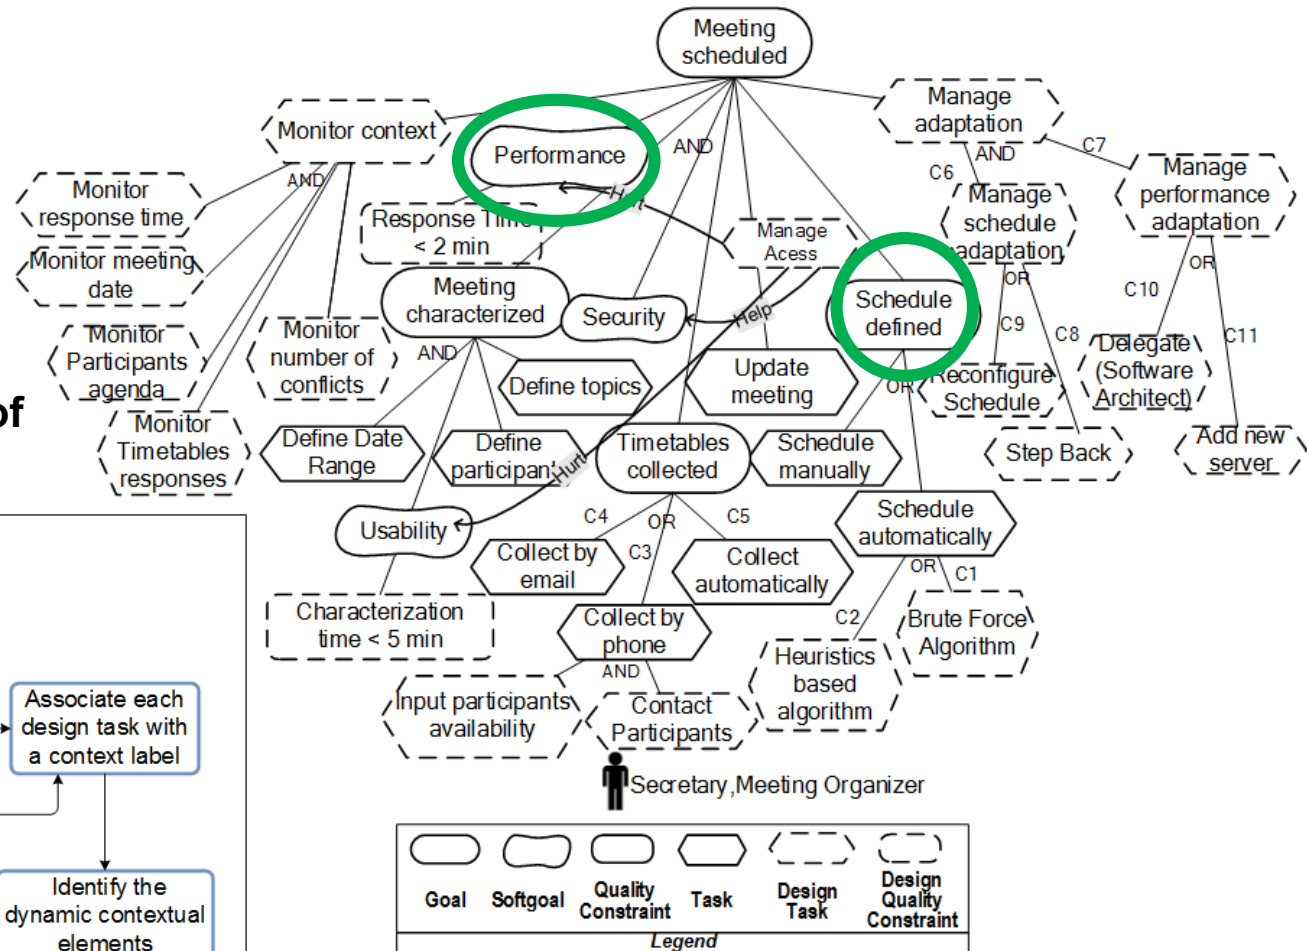 Meeting
scheduled
Monitor context
Performance
AND
Manage
adaptation
C7
AND
C6
AND
Monitor
response time
Response Time
< 2 min
Hurt
Manage
Acess
Manage
schedule
adaptation
Manage
performance
adaptation
Monitor meeting
date
Meeting
characterized
Security
Help
Schedule
defined
OR
OR
C10
C9
C8
C11
Monitor
Participants
agenda
Monitor
number of
conflicts
AND
Define topics
Update
meeting
OR
Reconfigure
Schedule
Delegate
(Software
Architect)
of
Monitor
Timetables
responses
Define Date
Range
Define
participant
Hurt
Timetables
collected
Schedule
manually
Step Back
Add new
server
Usability
C4
OR
C3
C5
Schedule
automatically
Collect by
email
Collect
automatically
OR
C1
C2
Characterization
time < 5 min
Collect by
phone
AND
Heuristics
based
algorithm
Brute Force
Algorithm
Input participants
availability
Contact
Participants
Secretary,Meeting Organizer
Associate each
design task with
a context label
Identify the
dynamic contextual
elements
Goal
Softgoal
Quality
Constraint
Task
Design
Task
Design
Quality
Constraint
Legend